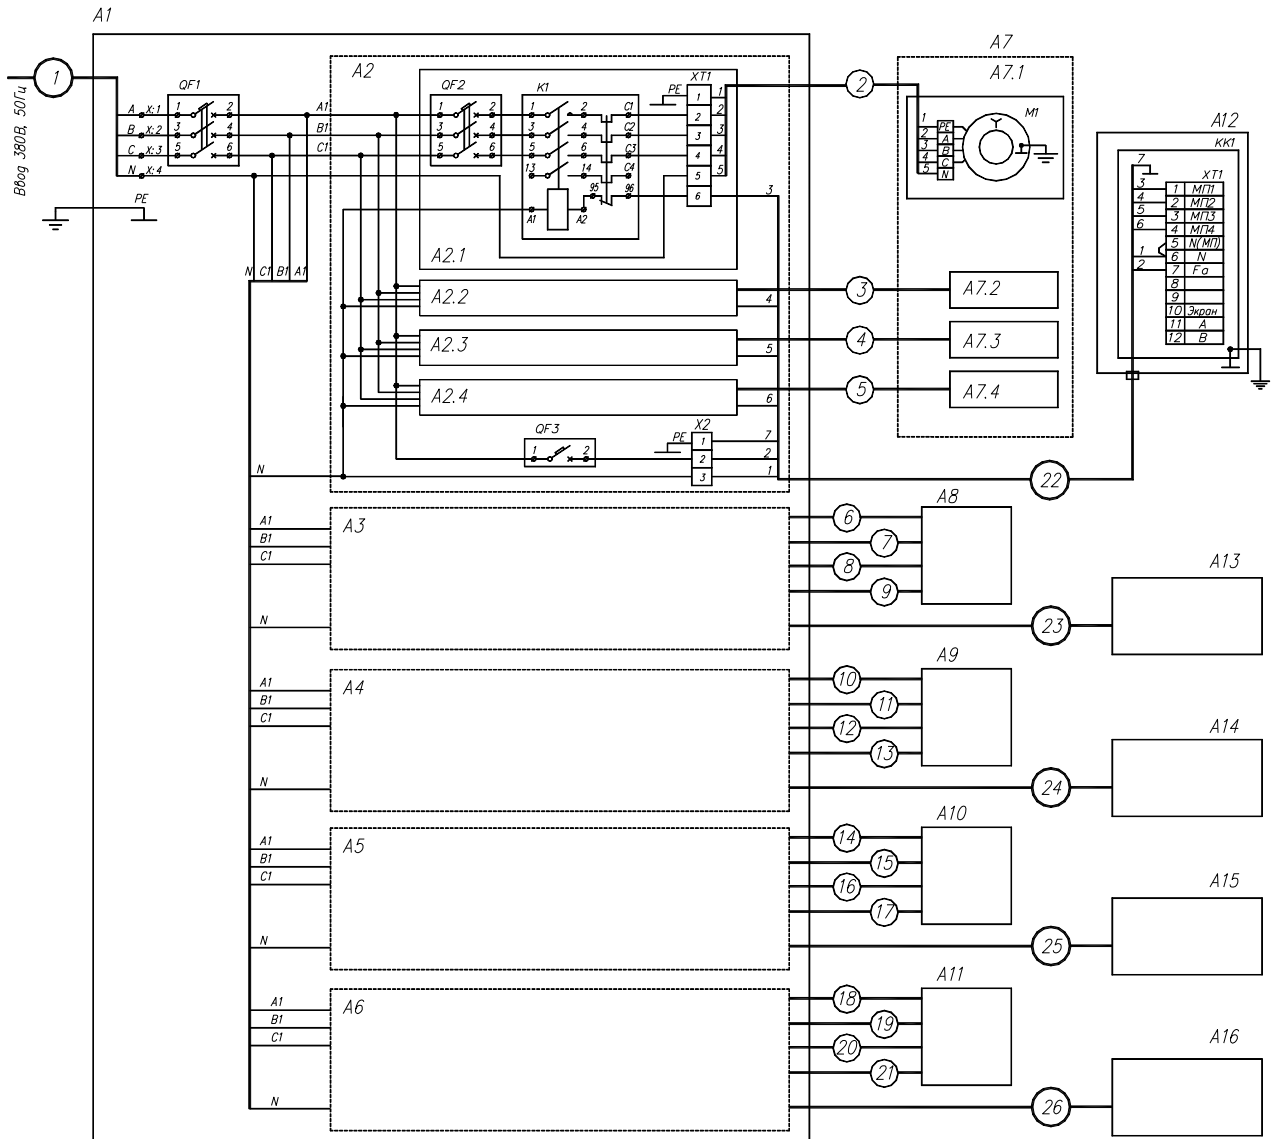 A1
Ввод 380В, 50Гц
1
A X:1
B X:2
C X:3
N X:4
PE
QF1
1 2
3 4
5 6
A1
B1
C1
N C1 B1 A1
A2
A2.1
QF2
1 2
3 4
5 6
K1
1 2 C1
3 4 C2
5 6 C3
13 14 C4
95 96
A1 A2
PE
XT1
1 1
2 2
3 3
4 4
5 5
6 3
A2.2
4
A2.3
5
A2.4
6
QF3
1 2
PE
X2
1 7
2 2
3 1
N
2
3
4
5
22
A7
A7.1
M1
1 PE
2 A
3 B
4 C
5 N
A7.2
A7.3
A7.4
A12
KK1
XT1
7
3 1 МП1
4 2 МП2
5 3 МП3
6 4 МП4
5 N(МП)
1 6 N
2 7 Fa
8
9
10 Экран
11 A
12 B
A3
A1
B1
C1
N
6
7
8
9
A8
23
A13
A4
A1
B1
C1
N
10
11
12
13
A9
24
A14
A5
A1
B1
C1
N
14
15
16
17
A10
25
A15
A6
A1
B1
C1
N
18
19
20
21
A11
26
A16